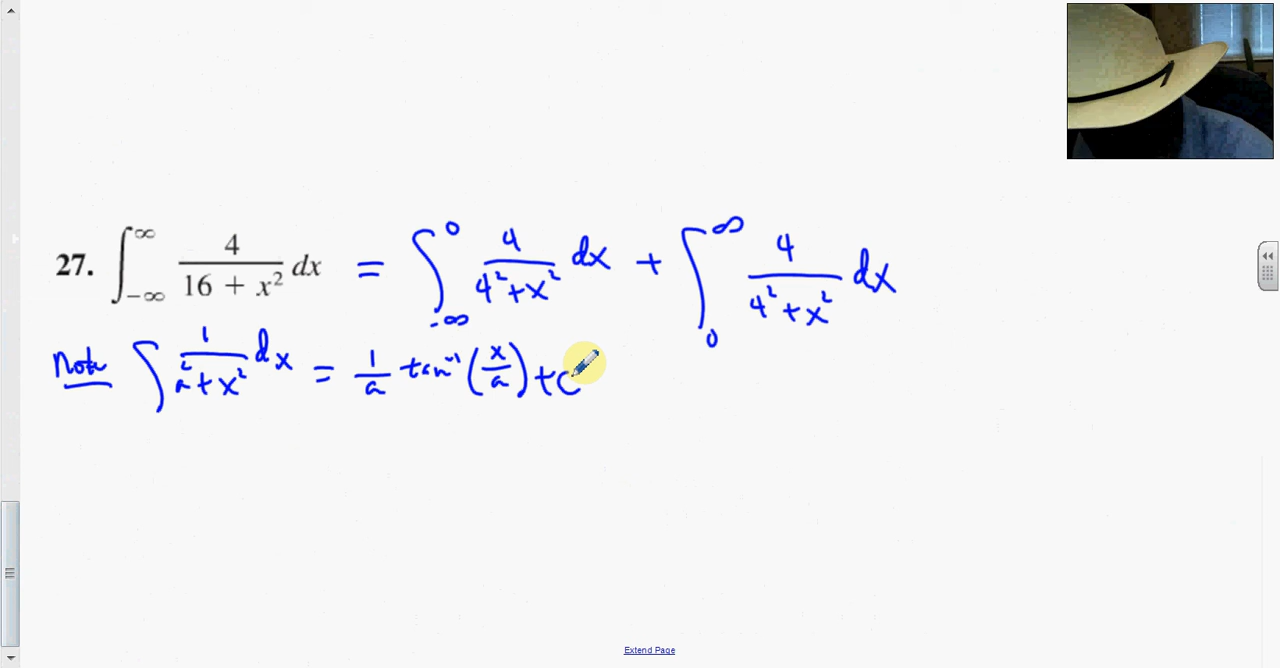 27. ∫_{-∞}^{∞} 4/(16 + x²) dx = ∫_{-∞}^{0} 4/(4²+x²) dx + ∫_{0}^{∞} 4/(4²+x²) dx
Note ∫ 1/(a²+x²) dx = 1/a tan⁻¹(x/a) + C
Extend Page